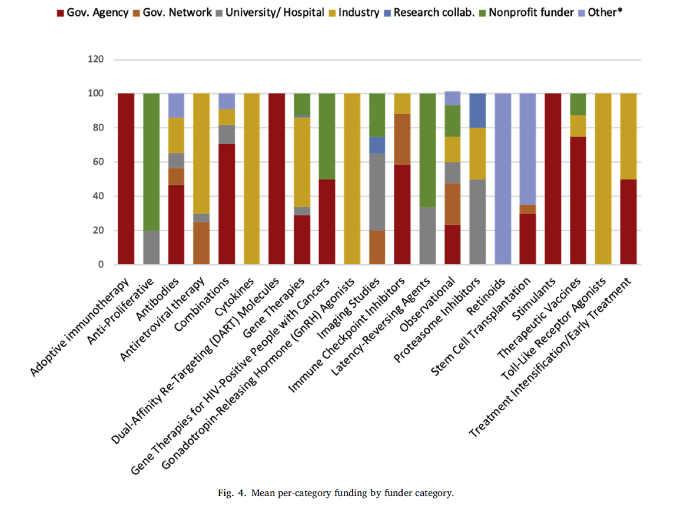 Gov. Agency Gov. Network University/ Hospital Industry Research collab. Nonprofit funder Other*
120
100
80
60
40
20
0
Adoptive immunotherapy
Anti-Proliferative
Antibodies
Antiretroviral therapy
Combinations
Cytokines
Dual-Affinity Re-Targeting (DART) Molecules
Gene Therapies
Gene Therapies for HIV-Positive People with Cancers
Gonadotropin-Releasing Hormone (GnRH) Agonists
Imaging Studies
Immune Checkpoint Inhibitors
Latency-Reversing Agents
Observational
Proteasome Inhibitors
Retinoids
Stem Cell Transplantation
Stimulants
Therapeutic Vaccines
Toll-Like Receptor Agonists
Treatment Intensification/Early Treatment
Fig. 4. Mean per-category funding by funder category.